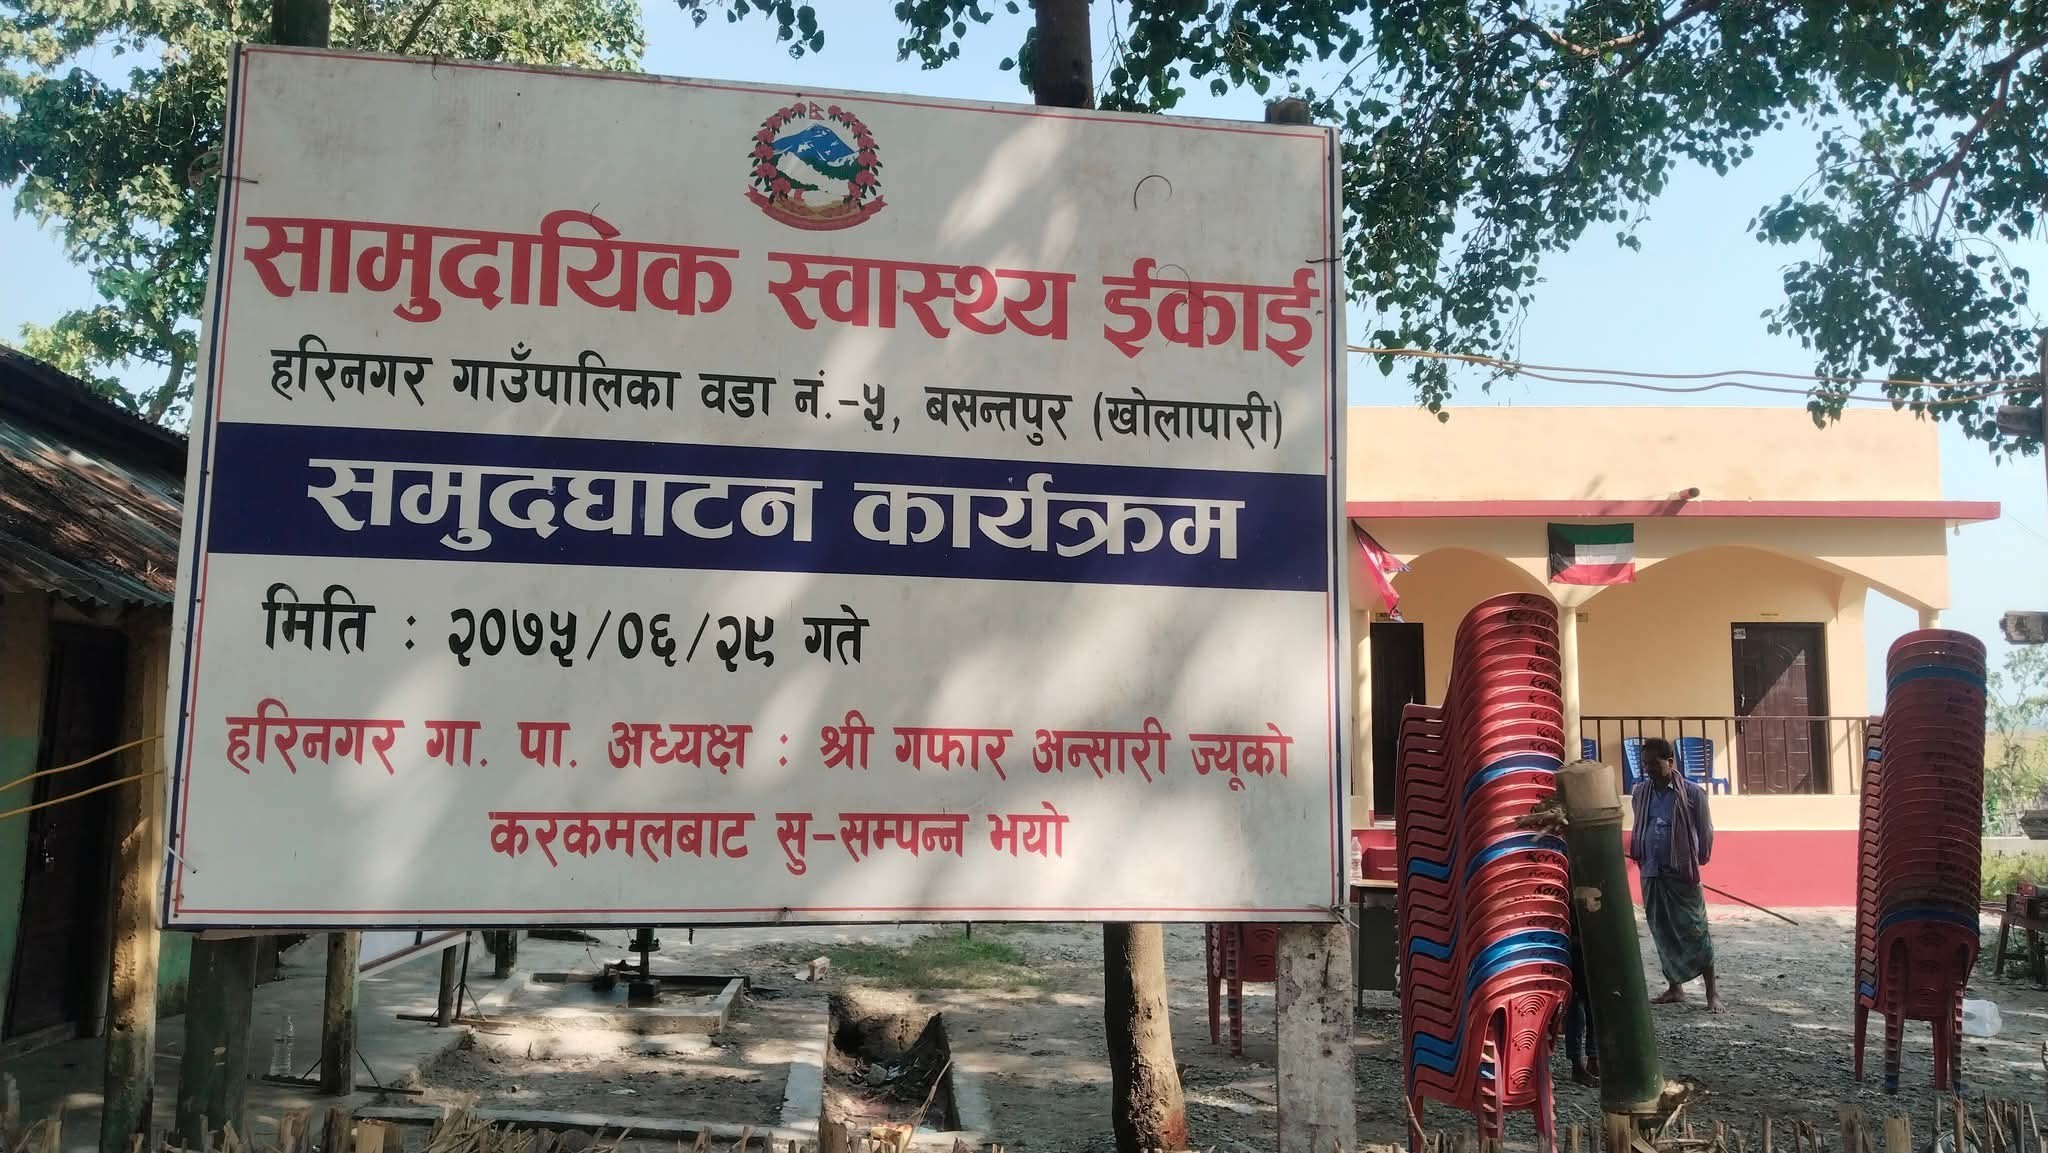 सामुदायिक स्वास्थ्य ईकाई
हरिनगर गाउँपालिका वडा नं.-५, बसन्तपुर (खोलापारी)
समुदघाटन कार्यक्रम
मिति : २०७५/०६/२९ गते
हरिनगर गा. पा. अध्यक्ष : श्री गफार अन्सारी ज्यूको
करकमलबाट सु-सम्पन्न भयो